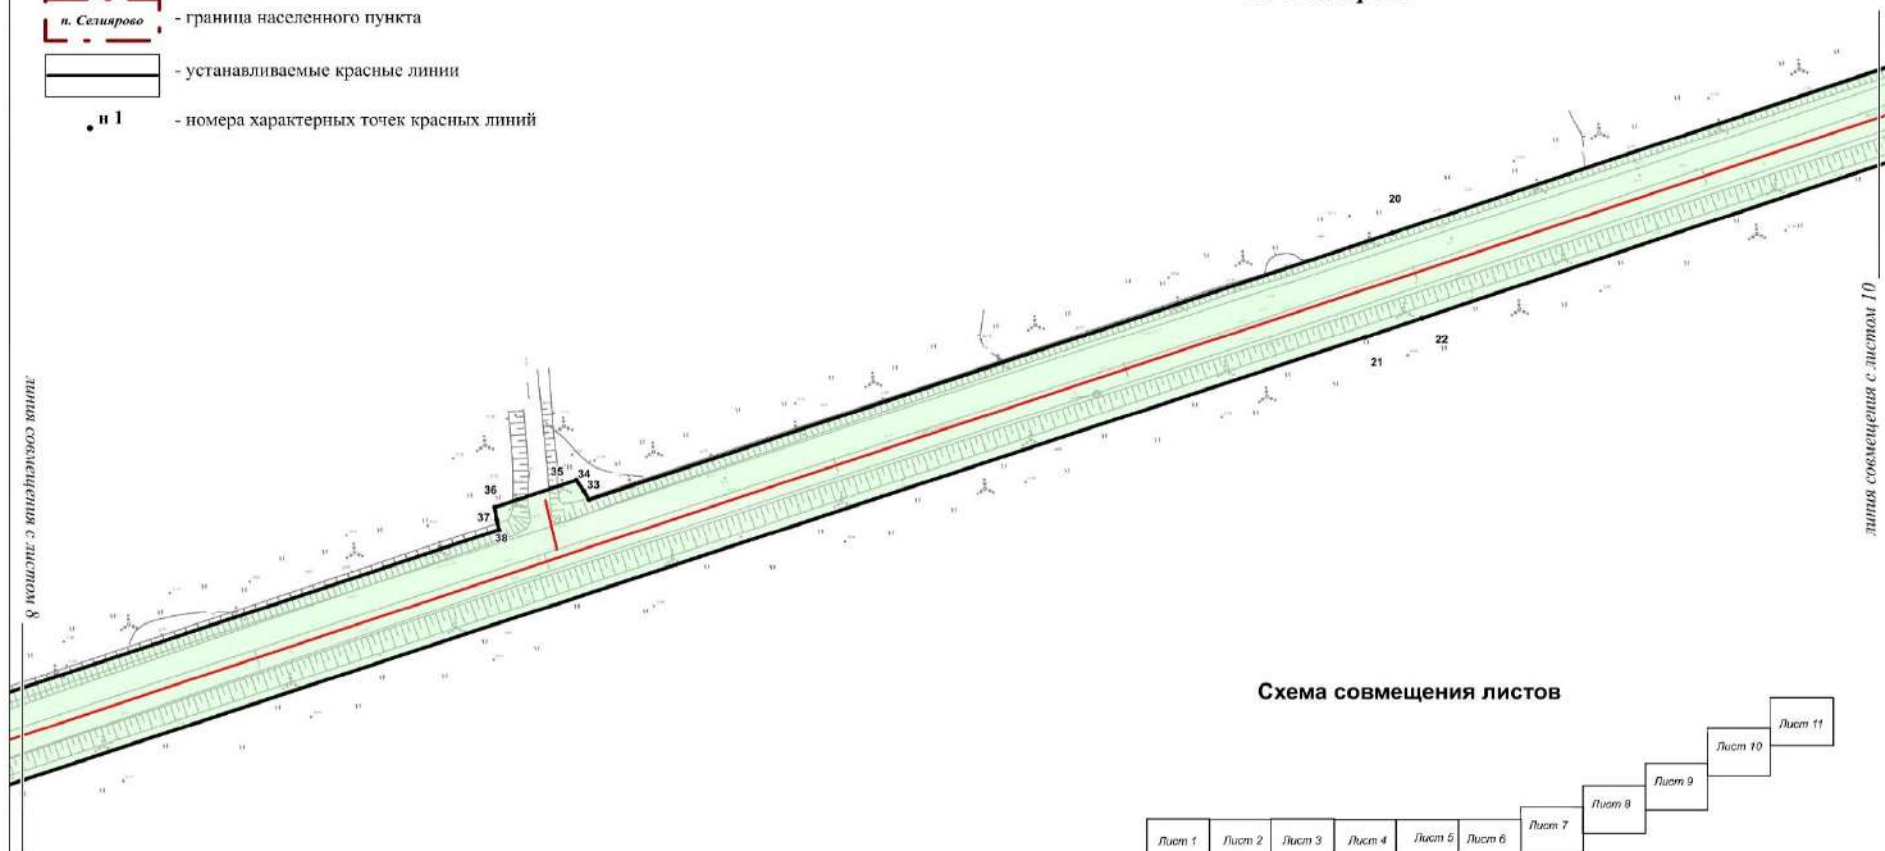 п. Селиярово
- граница населенного пункта
- устанавливаемые красные линии
н 1
- номера характерных точек красных линий
20
линия совмещения с листом 10
22
21
линия совмещения с листом 8
35
34
33
36
37
38
Схема совмещения листов
Лист 11
Лист 10
Лист 9
Лист 8
Лист 7
Лист 1
Лист 2
Лист 3
Лист 4
Лист 5
Лист 6